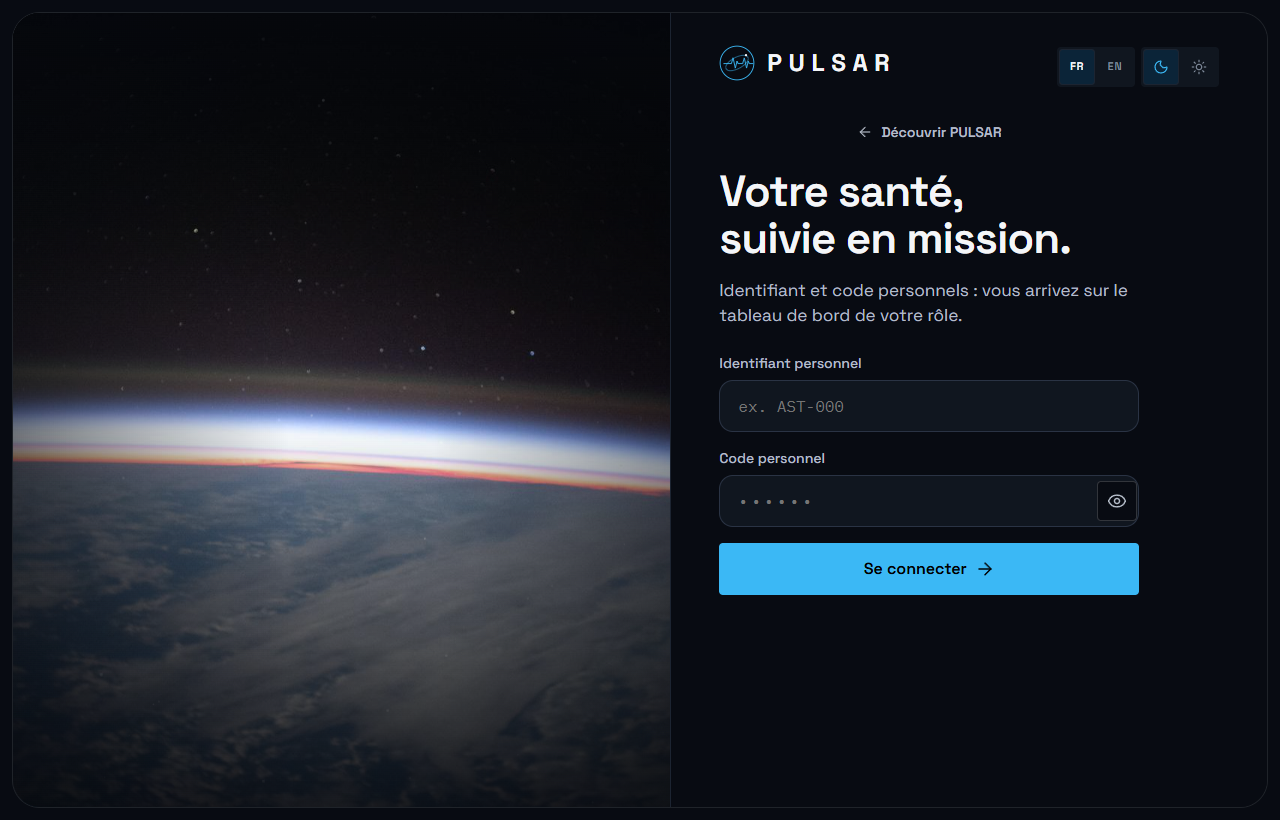 PULSAR
FR EN
Découvrir PULSAR
Votre santé,
suivie en mission.
Identifiant et code personnels : vous arrivez sur le
tableau de bord de votre rôle.
Identifiant personnel
ex. AST-000
Code personnel
••••••
Se connecter